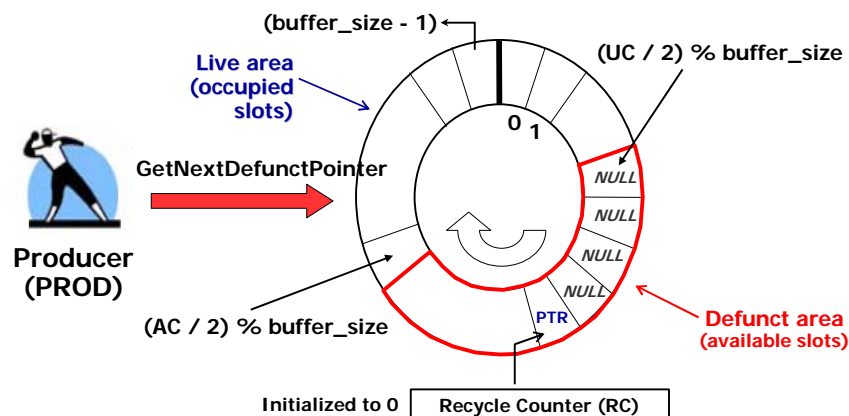 (buffer_size - 1)
(UC / 2) % buffer_size
Live area
(occupied
slots)
0
1
GetNextDefunctPointer
NULL
NULL
NULL
NULL
Producer
(PROD)
(AC / 2) % buffer_size
PTR
Defunct area
(available slots)
Initialized to 0
Recycle Counter (RC)